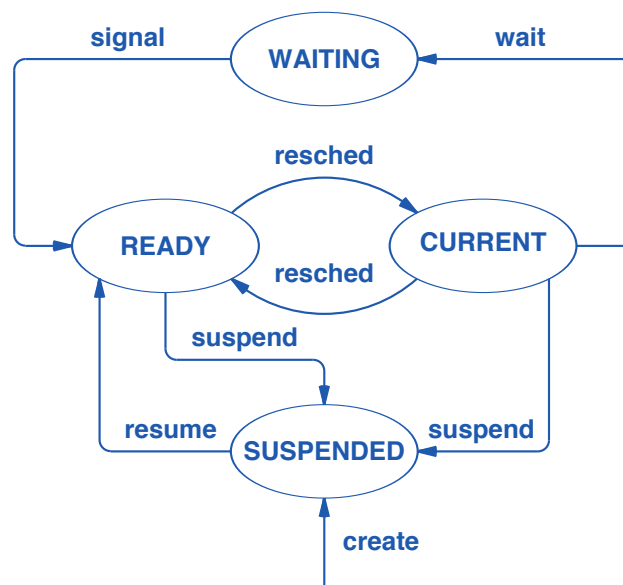 signal
WAITING
wait
resched
READY
CURRENT
resched
suspend
resume
SUSPENDED
suspend
create